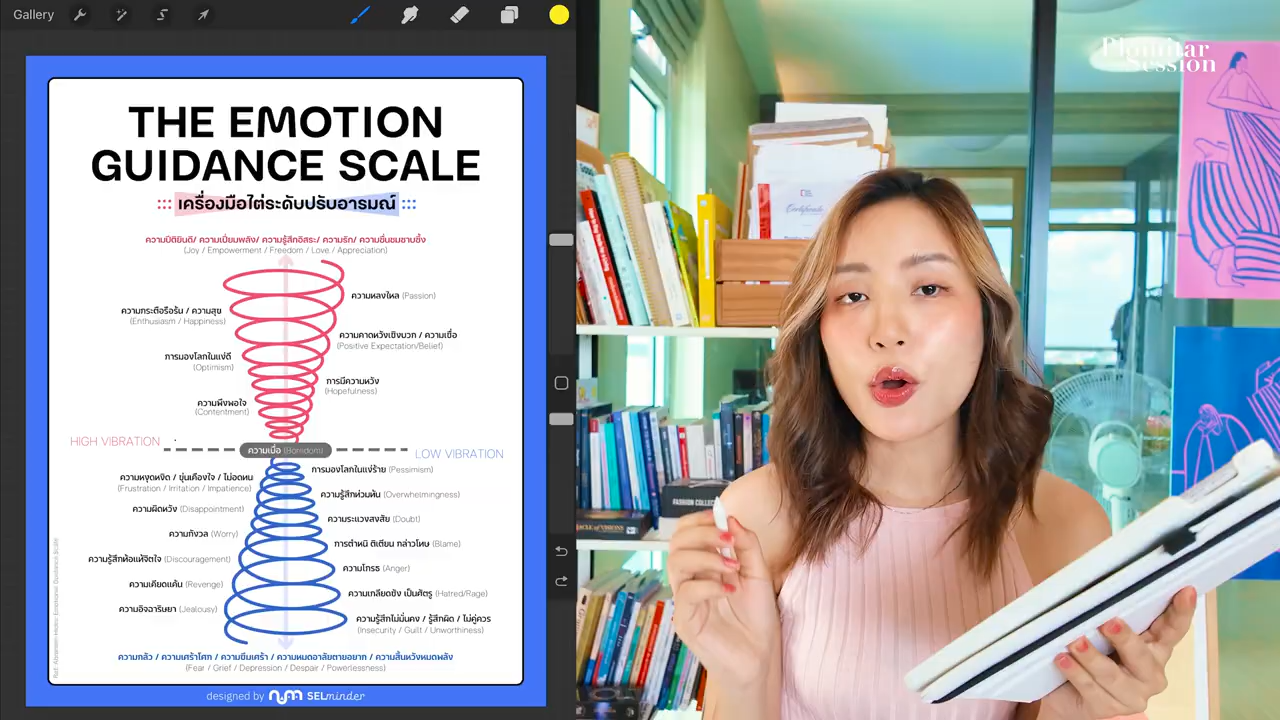 Gallery
THE EMOTION
GUIDANCE SCALE
::: เครื่องมือไต่ระดับปรับอารมณ์ :::
ความปิติยินดี/ ความเปี่ยมพลัง/ ความรู้สึกอิสระ/ ความรัก/ ความชื่นชมซาบซึ้ง
(Joy / Empowerment / Freedom / Love / Appreciation)
ความหลงใหล (Passion)
ความกระตือรือร้น / ความสุข
(Enthusiasm / Happiness)
ความคาดหวังเชิงบวก / ความเชื่อ
(Positive Expectation/Belief)
การมองโลกในแง่ดี
(Optimism)
การมีความหวัง
(Hopefulness)
ความพึงพอใจ
(Contentment)
HIGH VIBRATION
ความเบื่อ (Boredom)
LOW VIBRATION
การมองโลกในแง่ร้าย (Pessimism)
ความหงุดหงิด / ขุ่นเคืองใจ / ไม่อดทน
(Frustration / Irritation / Impatience)
ความรู้สึกท่วมท้น (Overwhelmingness)
ความผิดหวัง (Disappointment)
ความระแวงสงสัย (Doubt)
ความกังวล (Worry)
การตำหนิ ติเตียน กล่าวโทษ (Blame)
ความรู้สึกท้อแท้จิตใจ (Discouragement)
ความโกรธ (Anger)
ความเคียดแค้น (Revenge)
ความเกลียดชัง เป็นศัตรู (Hatred/Rage)
ความอิจฉาริษยา (Jealousy)
ความรู้สึกไม่มั่นคง / รู้สึกผิด / ไม่คู่ควร
(Insecurity / Guilt / Unworthiness)
ความกลัว / ความเศร้าโศก / ความซึมเศร้า / ความหมดอาลัยตายอยาก / ความสิ้นหวังหมดพลัง
(Fear / Grief / Depression / Despair / Powerlessness)
designed by SELminder
Session
Certificate
FASHION COLLEC